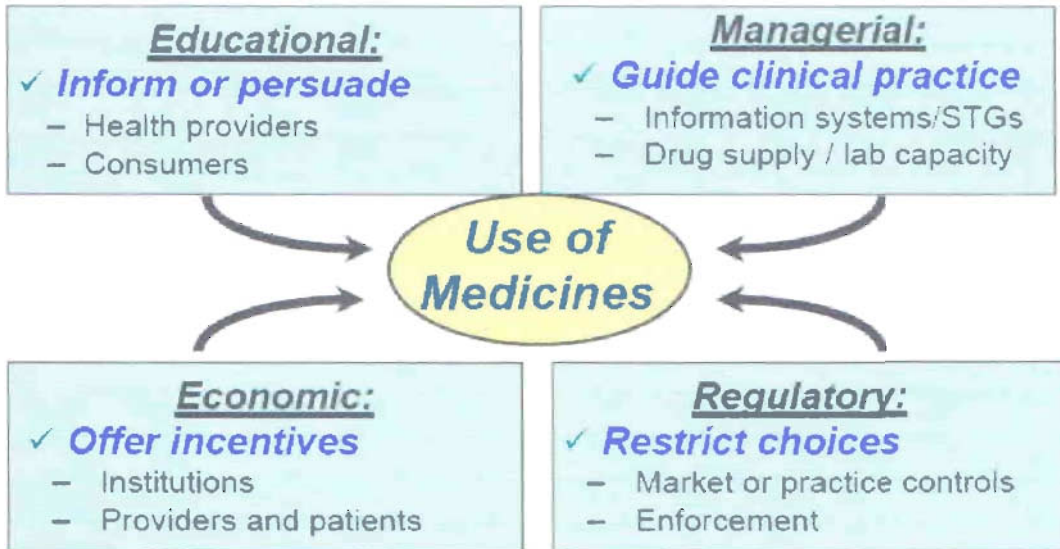 Educational:
✓ Inform or persuade
– Health providers
– Consumers
Managerial:
✓ Guide clinical practice
– Information systems/STGs
– Drug supply / lab capacity
Use of
Medicines
Economic:
✓ Offer incentives
– Institutions
– Providers and patients
Regulatory:
✓ Restrict choices
– Market or practice controls
– Enforcement